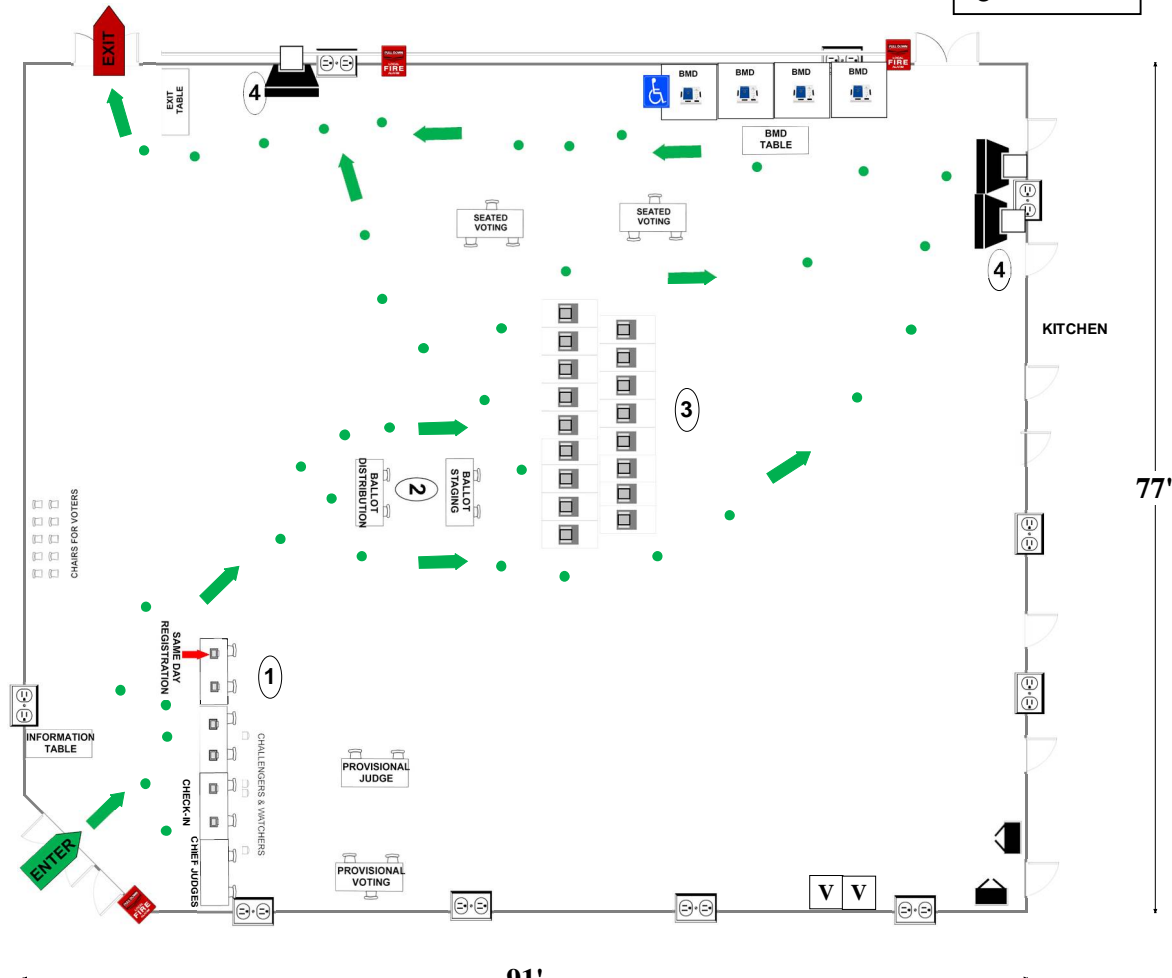 EXIT
EXIT
TABLE
4
FIRE
BMD
BMD
BMD
BMD
FIRE
BMD
TABLE
SEATED
VOTING
SEATED
VOTING
4
KITCHEN
3
BALLOT
DISTRIBUTION
2
BALLOT
STAGING
77'
CHAIRS FOR VOTERS
SAME DAY
REGISTRATION
1
INFORMATION
TABLE
CHALLENGERS & WATCHERS
PROVISIONAL
JUDGE
CHECK-IN
ENTER
CHIEF JUDGES
PROVISIONAL
VOTING
FIRE
V
V
91'